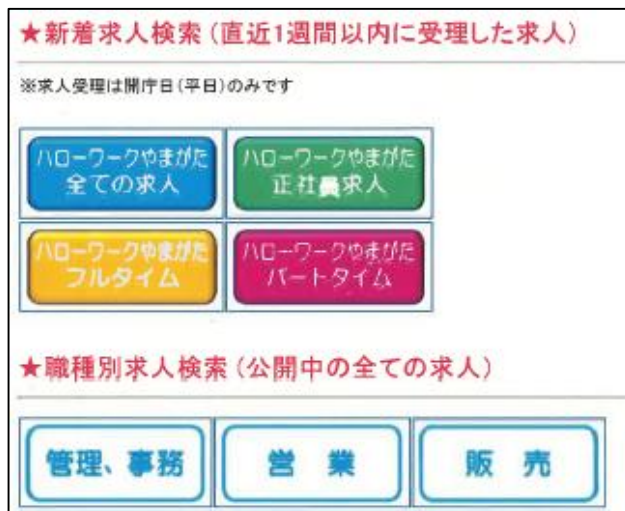 ★新着求人検索(直近1週間以内に受理した求人)
※求人受理は開庁日(平日)のみです
ハローワークやまがた
全ての求人
ハローワークやまがた
正社員求人
ハローワークやまがた
フルタイム
ハローワークやまがた
パートタイム
★職種別求人検索(公開中の全ての求人)
管理、事務
営 業
販 売